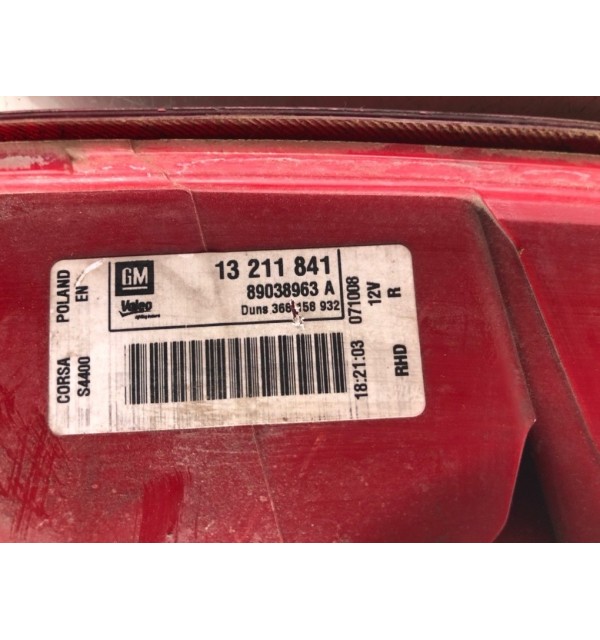 CORSA POLAND
S4400 EN
GM
Valeo
13 211 841
89038963 A
18:21:03 071008
12V
RHD R